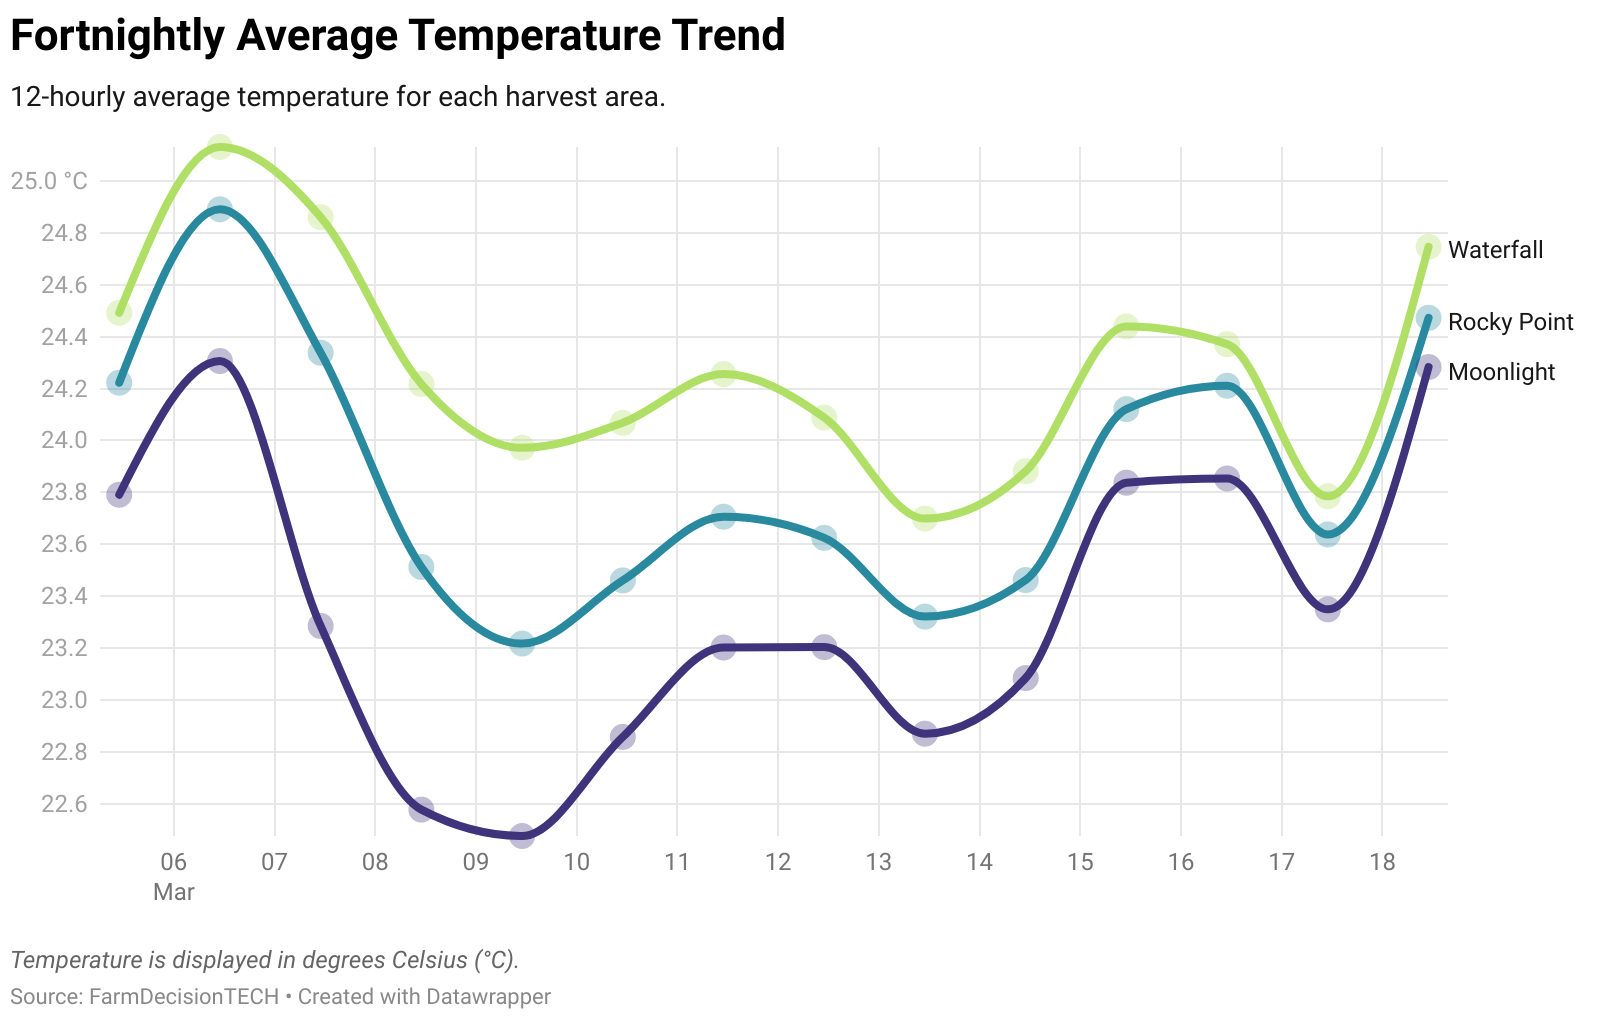 Fortnightly Average Temperature Trend
12-hourly average temperature for each harvest area.
25.0 °C
24.8
24.6
24.4
24.2
24.0
23.8
23.6
23.4
23.2
23.0
22.8
22.6
Waterfall
Rocky Point
Moonlight
06 07 08 09 10 11 12 13 14 15 16 17 18
Mar
Temperature is displayed in degrees Celsius (°C).
Source: FarmDecisionTECH • Created with Datawrapper